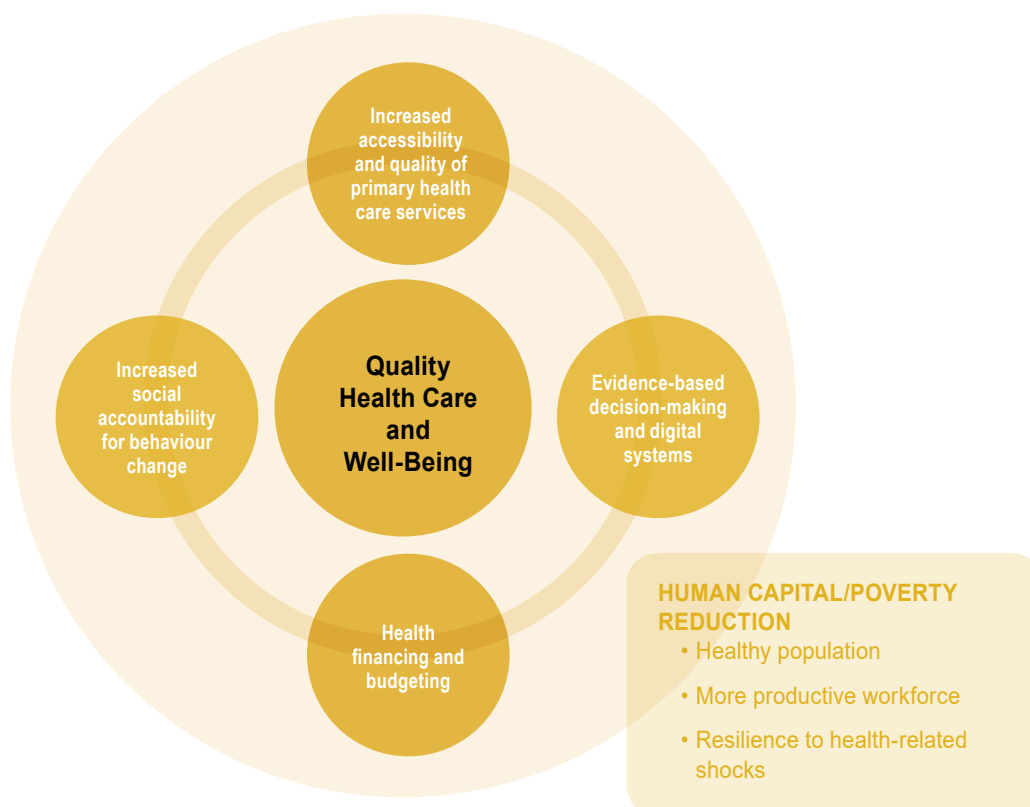 Increased
accessibility
and quality of
primary health
care services
Increased
social
accountability
for behaviour
change
Quality
Health Care
and
Well-Being
Evidence-based
decision-making
and digital
systems
Health
financing and
budgeting
HUMAN CAPITAL/POVERTY
REDUCTION
• Healthy population
• More productive workforce
• Resilience to health-related
shocks